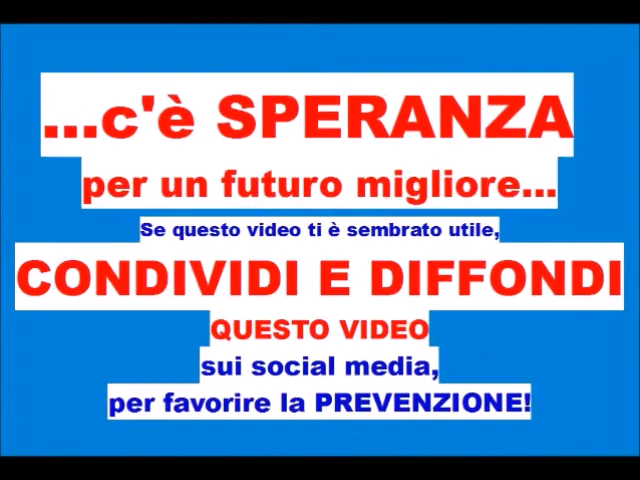 ...c'è SPERANZA
per un futuro migliore...
Se questo video ti è sembrato utile,
CONDIVIDI E DIFFONDI
QUESTO VIDEO
sui social media,
per favorire la PREVENZIONE!